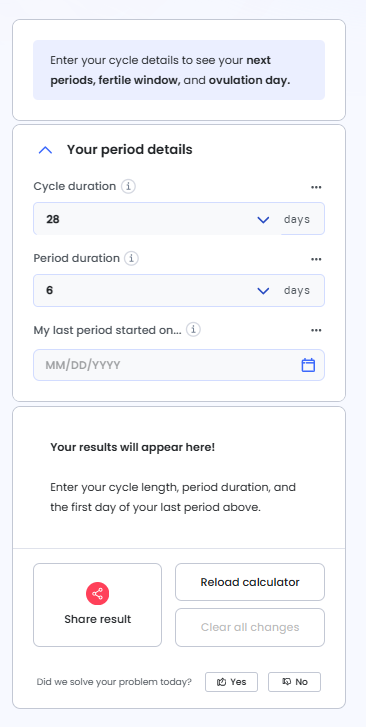 Enter your cycle details to see your next
periods, fertile window, and ovulation day.
Your period details
Cycle duration i
28 days
Period duration i
6 days
My last period started on... i
MM/DD/YYYY
Your results will appear here!
Enter your cycle length, period duration, and
the first day of your last period above.
Share result
Reload calculator
Clear all changes
Did we solve your problem today? Yes No